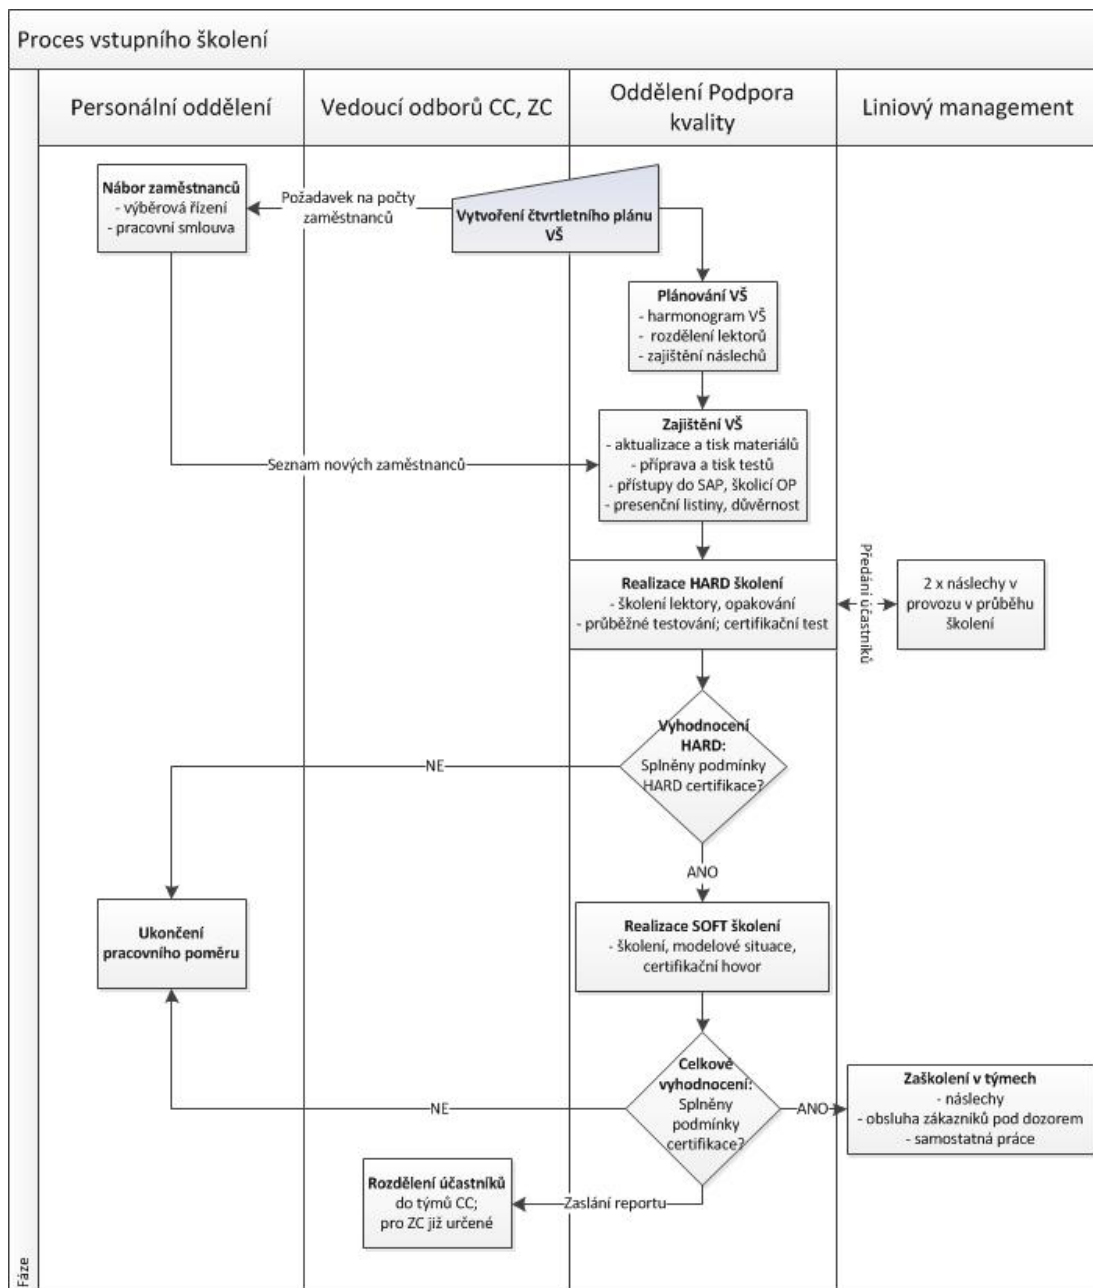 Proces vstupního školení
Personální oddělení
Vedoucí odborů CC, ZC
Oddělení Podpora
kvality
Liniový management
Nábor zaměstnanců
- výběrová řízení
- pracovní smlouva
Požadavek na počty
zaměstnanců
Vytvoření čtvrtletního plánu
VŠ
Plánování VŠ
- harmonogram VŠ
- rozdělení lektorů
- zajištění náslechů
Zajištění VŠ
- aktualizace a tisk materiálů
- příprava a tisk testů
- přístupy do SAP, školicí OP
- presenční listiny, důvěrnost
Seznam nových zaměstnanců
Realizace HARD školení
- školení lektory, opakování
- průběžné testování; certifikační test
Předání účastníků
2 x náslechy v
provozu v průběhu
školení
Vyhodnocení
HARD:
Splněny podmínky
HARD certifikace?
NE
ANO
Ukončení
pracovního poměru
Realizace SOFT školení
- školení, modelové situace,
certifikační hovor
Celkové
vyhodnocení:
Splněny
podmínky
certifikace?
NE
ANO
Zaškolení v týmech
- náslechy
- obsluha zákazníků pod dozorem
- samostatná práce
Rozdělení účastníků
do týmů CC;
pro ZC již určené
Zaslání reportu
Fáze